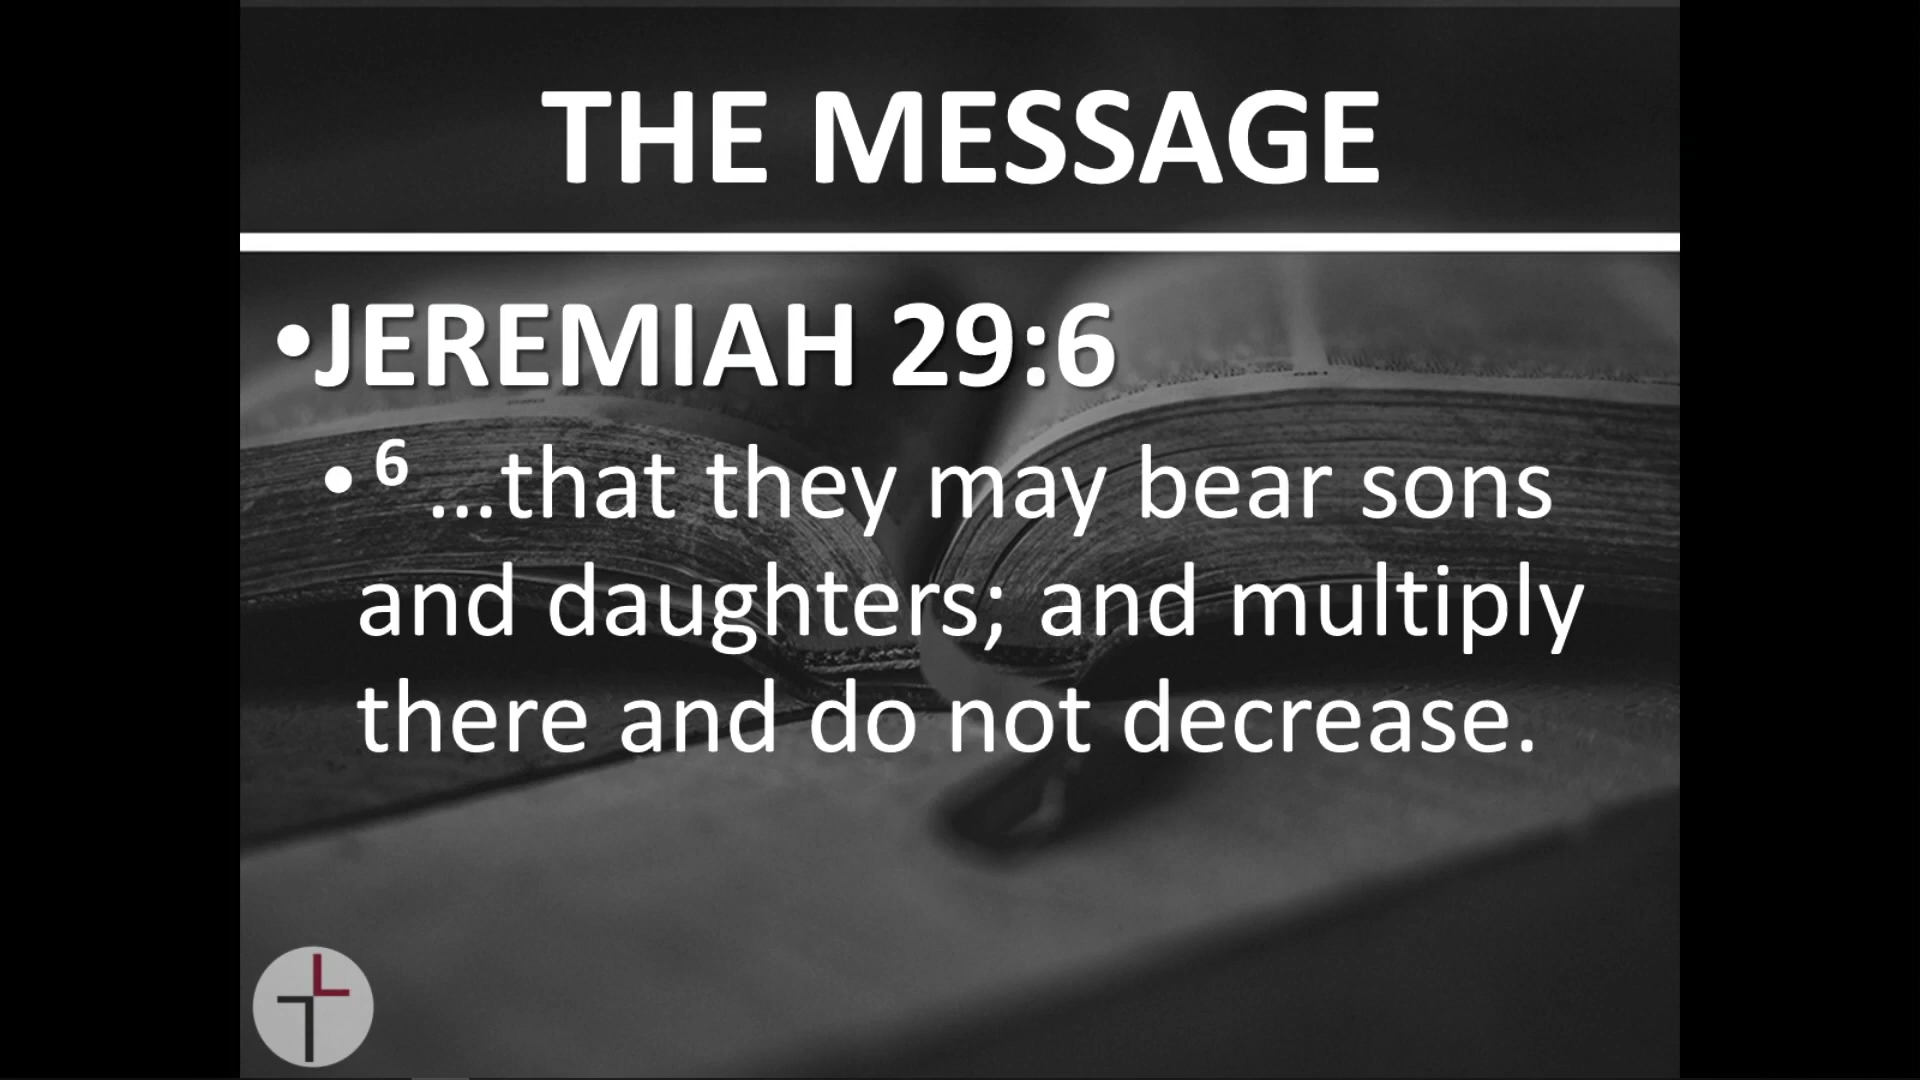 THE MESSAGE
•JEREMIAH 29:6
• 6 …that they may bear sons
and daughters; and multiply
there and do not decrease.